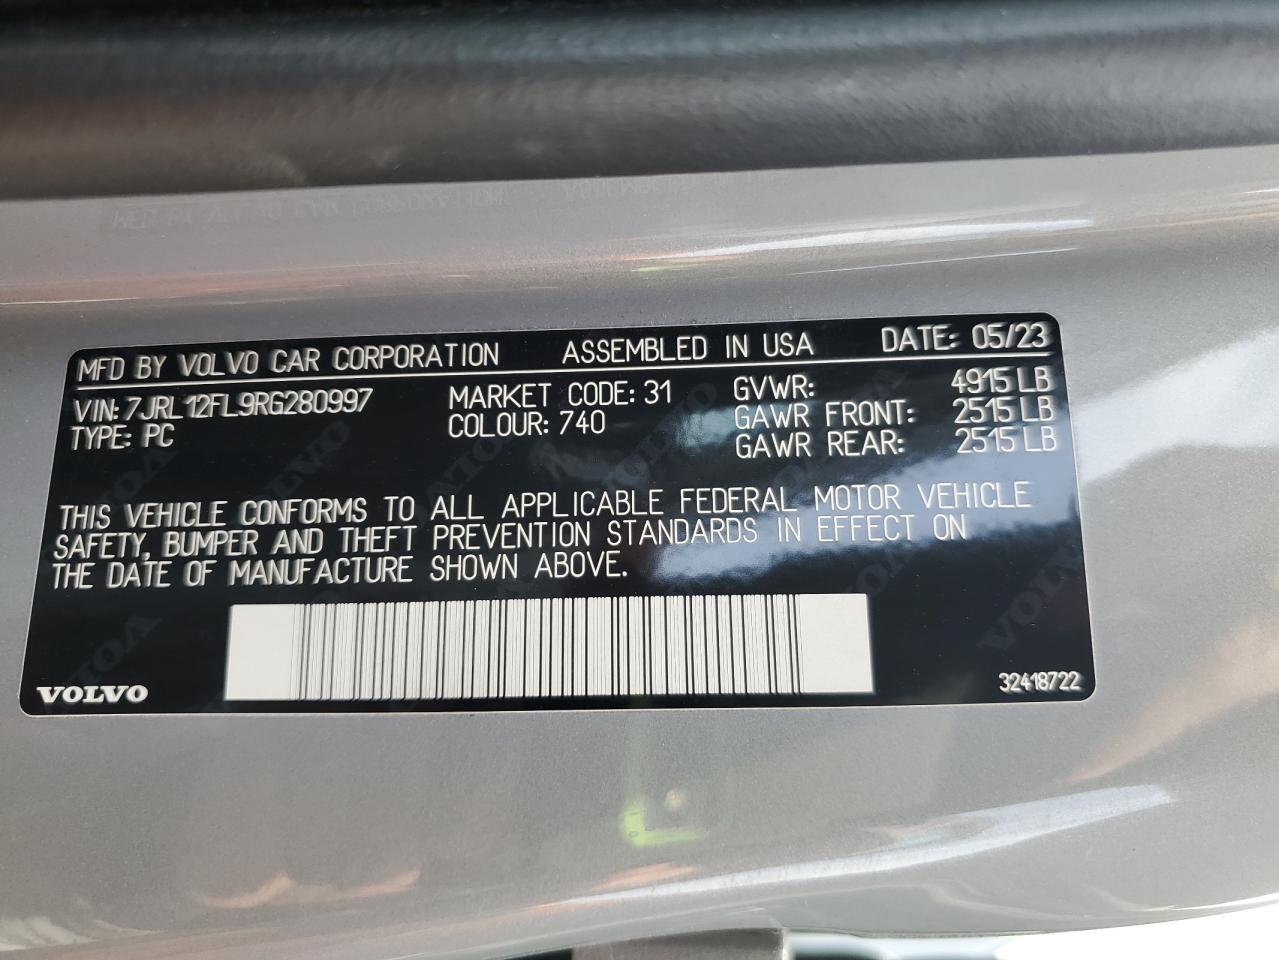 MFD BY VOLVO CAR CORPORATION ASSEMBLED IN USA DATE: 05/23
VIN: 7JRL12FL9RG280997 MARKET CODE: 31 GVWR: 4915 LB
TYPE: PC COLOUR: 740 GAWR FRONT: 2515 LB
GAWR REAR: 2515 LB
THIS VEHICLE CONFORMS TO ALL APPLICABLE FEDERAL MOTOR VEHICLE
SAFETY, BUMPER AND THEFT PREVENTION STANDARDS IN EFFECT ON
THE DATE OF MANUFACTURE SHOWN ABOVE.
VOLVO 32418722